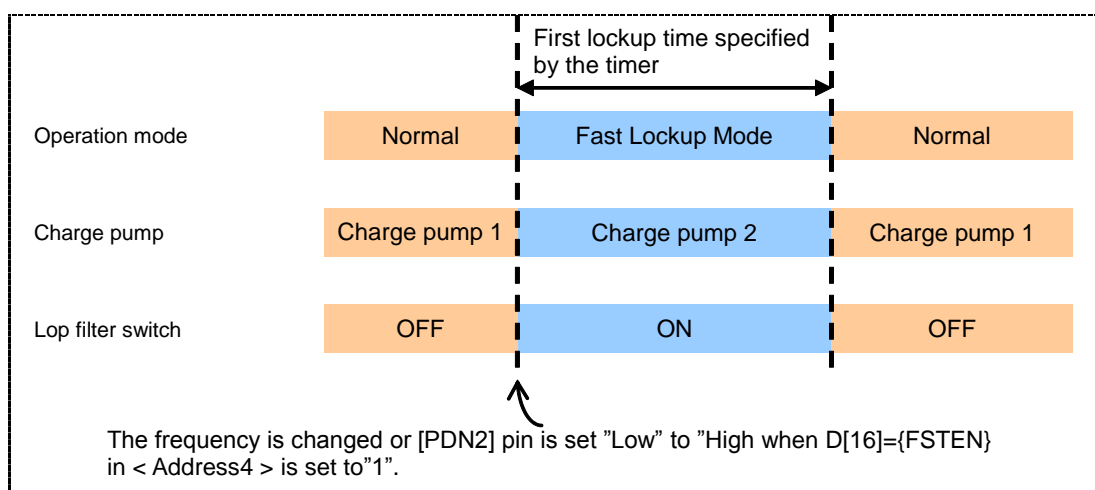 First lockup time specified
by the timer
Operation mode
Normal
Fast Lockup Mode
Normal
Charge pump
Charge pump 1
Charge pump 2
Charge pump 1
Lop filter switch
OFF
ON
OFF
The frequency is changed or [PDN2] pin is set ”Low” to ”High when D[16]={FSTEN}
in < Address4 > is set to”1”.